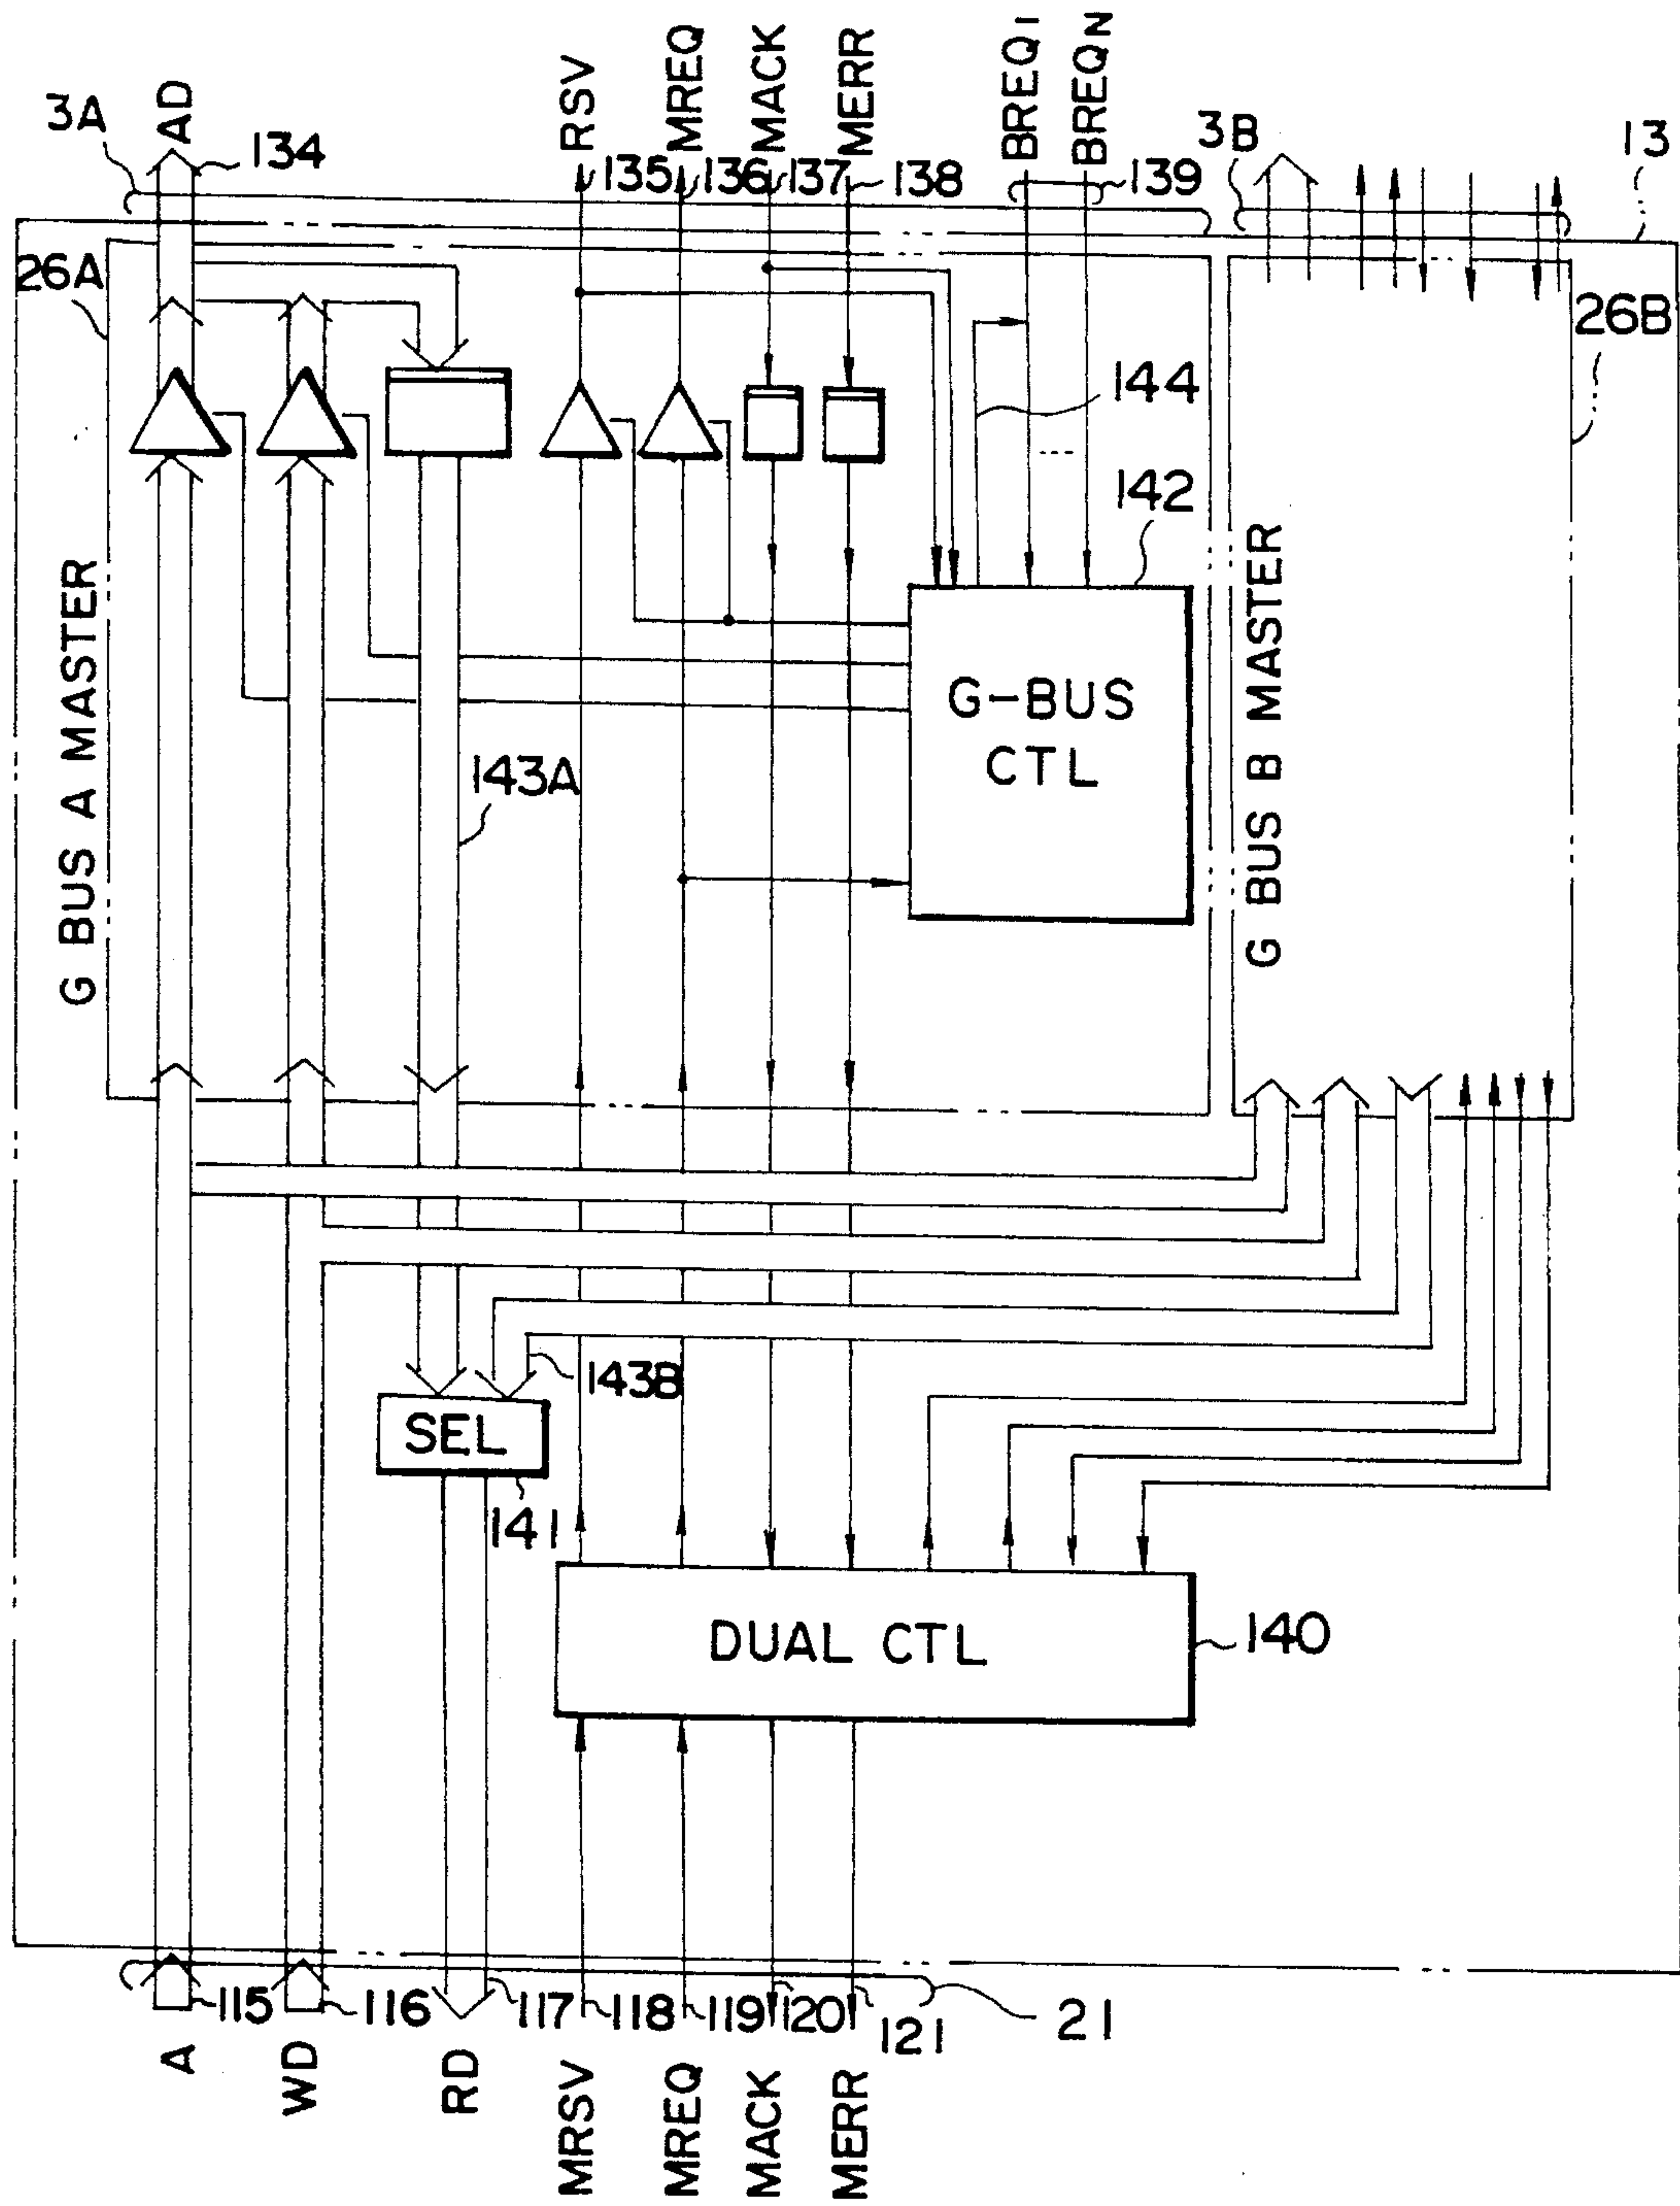 3A
AD
134
RSV
MREQ
MACK
MERR
BREQ1
BREQN
135
136
137
138
139
3B
13
26A
26B
144
142
G BUS A MASTER
G-BUS
CTL
G BUS B MASTER
143A
143B
SEL
141
DUAL CTL
140
115
116
117
118
119
120
121
21
A
WD
RD
MRSV
MREQ
MACK
MERR